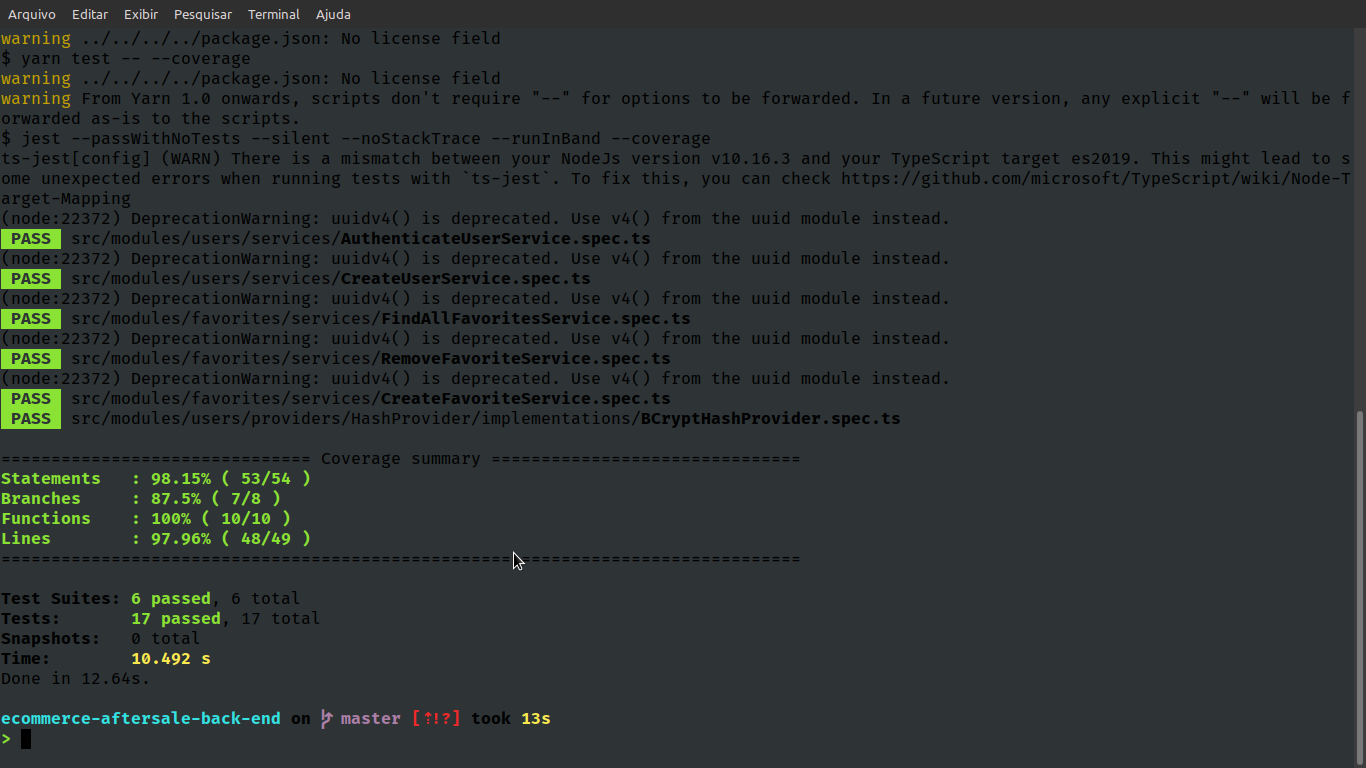 Arquivo Editar Exibir Pesquisar Terminal Ajuda
warning ../../../../package.json: No license field
$ yarn test -- --coverage
warning ../../../../package.json: No license field
warning From Yarn 1.0 onwards, scripts don't require "--" for options to be forwarded. In a future version, any explicit "--" will be f
orwarded as-is to the scripts.
$ jest --passWithNoTests --silent --noStackTrace --runInBand --coverage
ts-jest[config] (WARN) There is a mismatch between your NodeJs version v10.16.3 and your TypeScript target es2019. This might lead to s
ome unexpected errors when running tests with `ts-jest`. To fix this, you can check https://github.com/microsoft/TypeScript/wiki/Node-T
arget-Mapping
(node:22372) DeprecationWarning: uuidv4() is deprecated. Use v4() from the uuid module instead.
PASS src/modules/users/services/AuthenticateUserService.spec.ts
(node:22372) DeprecationWarning: uuidv4() is deprecated. Use v4() from the uuid module instead.
PASS src/modules/users/services/CreateUserService.spec.ts
(node:22372) DeprecationWarning: uuidv4() is deprecated. Use v4() from the uuid module instead.
PASS src/modules/favorites/services/FindAllFavoritesService.spec.ts
(node:22372) DeprecationWarning: uuidv4() is deprecated. Use v4() from the uuid module instead.
PASS src/modules/favorites/services/RemoveFavoriteService.spec.ts
(node:22372) DeprecationWarning: uuidv4() is deprecated. Use v4() from the uuid module instead.
PASS src/modules/favorites/services/CreateFavoriteService.spec.ts
PASS src/modules/users/providers/HashProvider/implementations/BCryptHashProvider.spec.ts
=============================== Coverage summary ===============================
Statements   : 98.15% ( 53/54 )
Branches     : 87.5% ( 7/8 )
Functions    : 100% ( 10/10 )
Lines        : 97.96% ( 48/49 )
================================================================================
Test Suites: 6 passed, 6 total
Tests:       17 passed, 17 total
Snapshots:   0 total
Time:        10.492 s
Done in 12.64s.
ecommerce-aftersale-back-end on master [⇡!?] took 13s
>